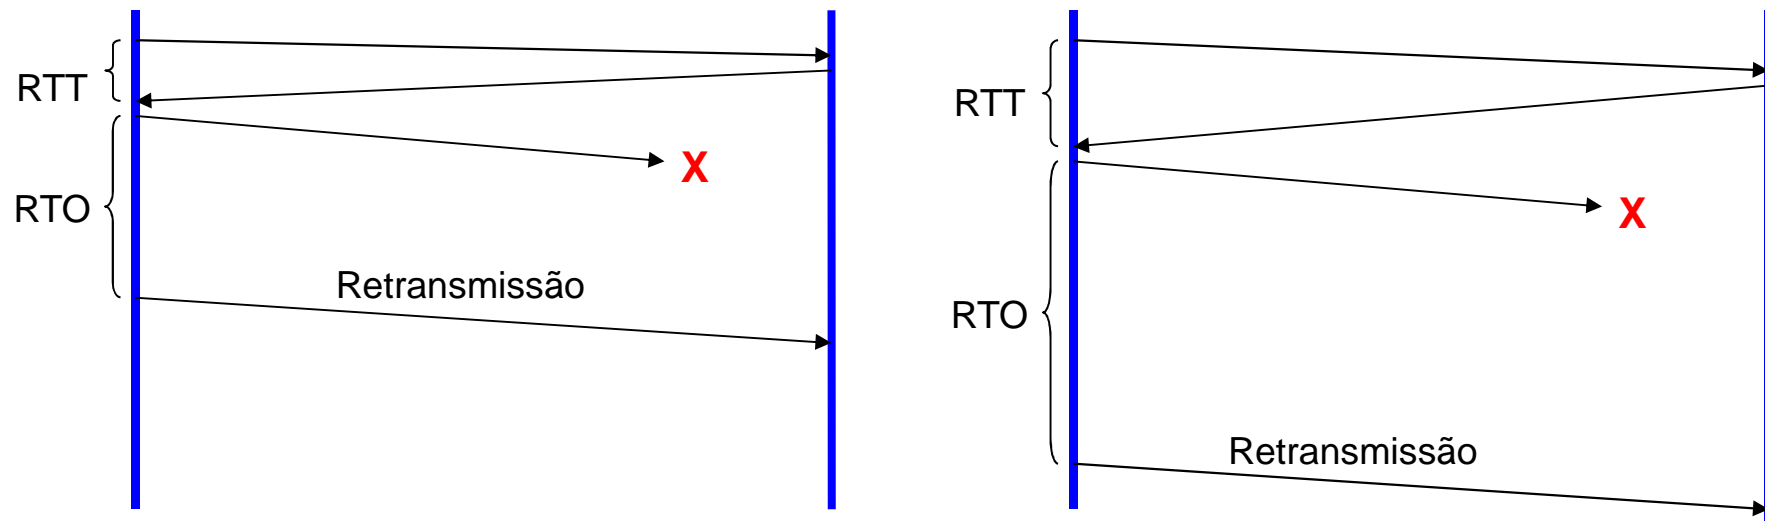 RTT
X
RTO
Retransmissão
RTT
X
RTO
Retransmissão